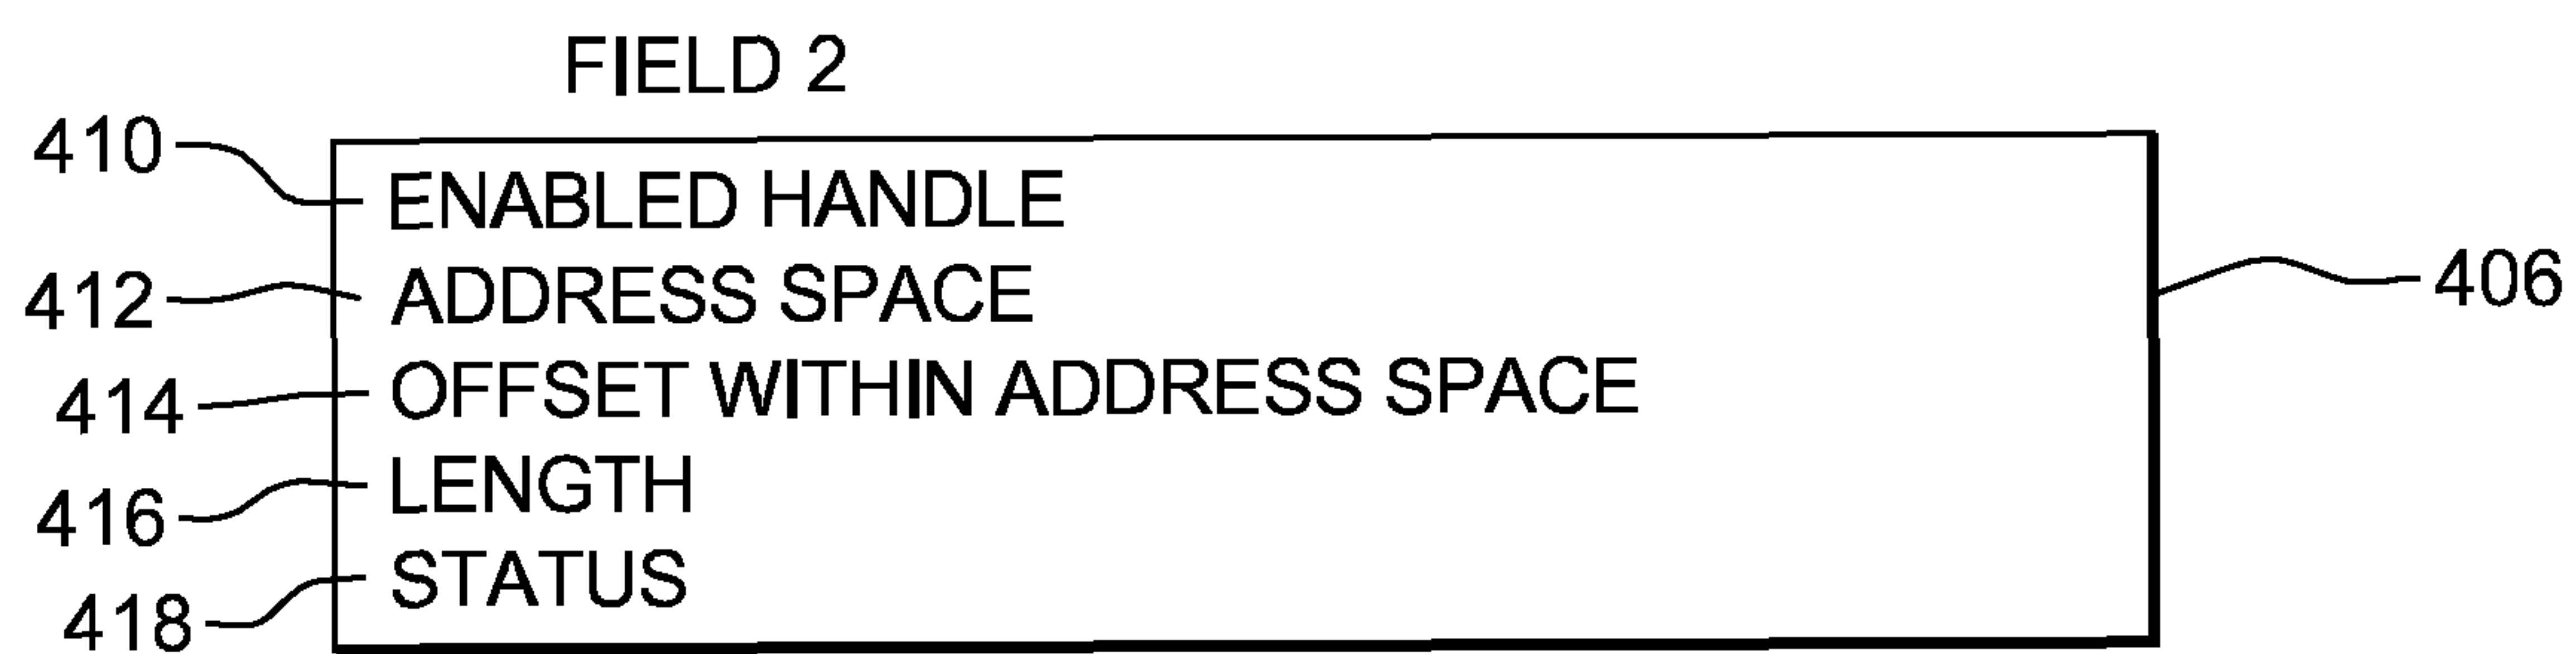 FIELD 2
410
ENABLED HANDLE
412
ADDRESS SPACE
406
414
OFFSET WITHIN ADDRESS SPACE
416
LENGTH
418
STATUS